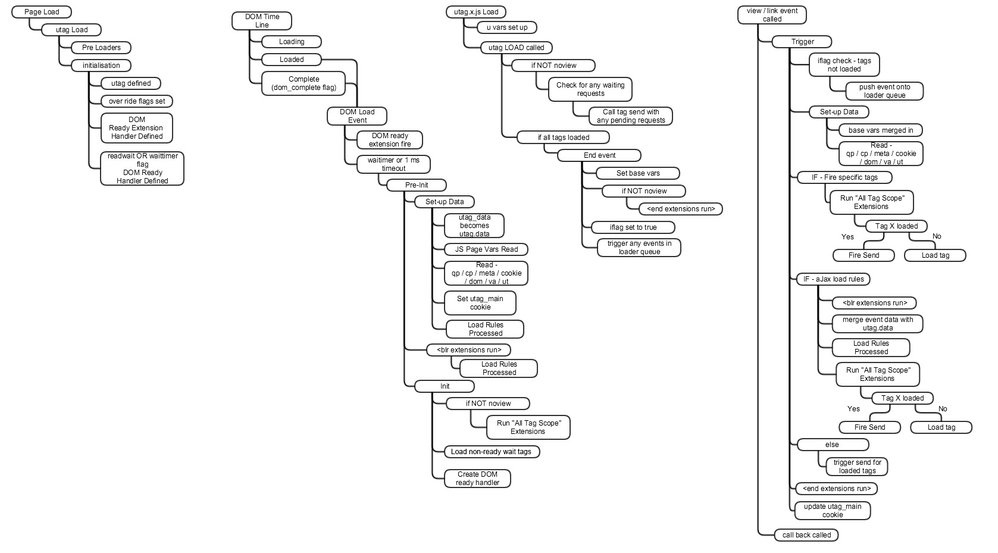 Page Load
utag Load
Pre Loaders
initialisation
utag defined
over ride flags set
DOM
Ready Extension
Handler Defined
readwait OR waittimer
flag
DOM Ready
Handler Defined
DOM Time
Line
Loading
Loaded
Complete
(dom_complete flag)
DOM Load
Event
DOM ready
extension fire
waitimer or 1 ms
timeout
Pre-Init
Set-up Data
utag_data
becomes
utag.data
JS Page Vars Read
Read -
qp / cp / meta / cookie
/ dom / va / ut
Set utag_main
cookie
Load Rules
Processed
<blr extensions run>
Load Rules
Processed
Init
if NOT noview
Run "All Tag Scope"
Extensions
Load non-ready wait tags
Create DOM
ready handler
utag.x.js Load
u vars set up
utag LOAD called
if NOT noview
Check for any waiting
requests
Call tag send with
any pending requests
if all tags loaded
End event
Set base vars
if NOT noview
<end extensions run>
iflag set to true
trigger any events in
loader queue
view / link event
called
Trigger
iflag check - tags
not loaded
push event onto
loader queue
Set-up Data
base vars merged in
Read -
qp / cp / meta / cookie
/ dom / va / ut
IF - Fire specific tags
Run "All Tag Scope"
Extensions
Tag X loaded
Yes
No
Fire Send
Load tag
IF - aJax load rules
<blr extensions run>
merge event data with
utag.data
Load Rules
Processed
Run "All Tag Scope"
Extensions
Tag X loaded
Yes
No
Fire Send
Load tag
else
trigger send for
loaded tags
<end extensions run>
update utag_main
cookie
call back called